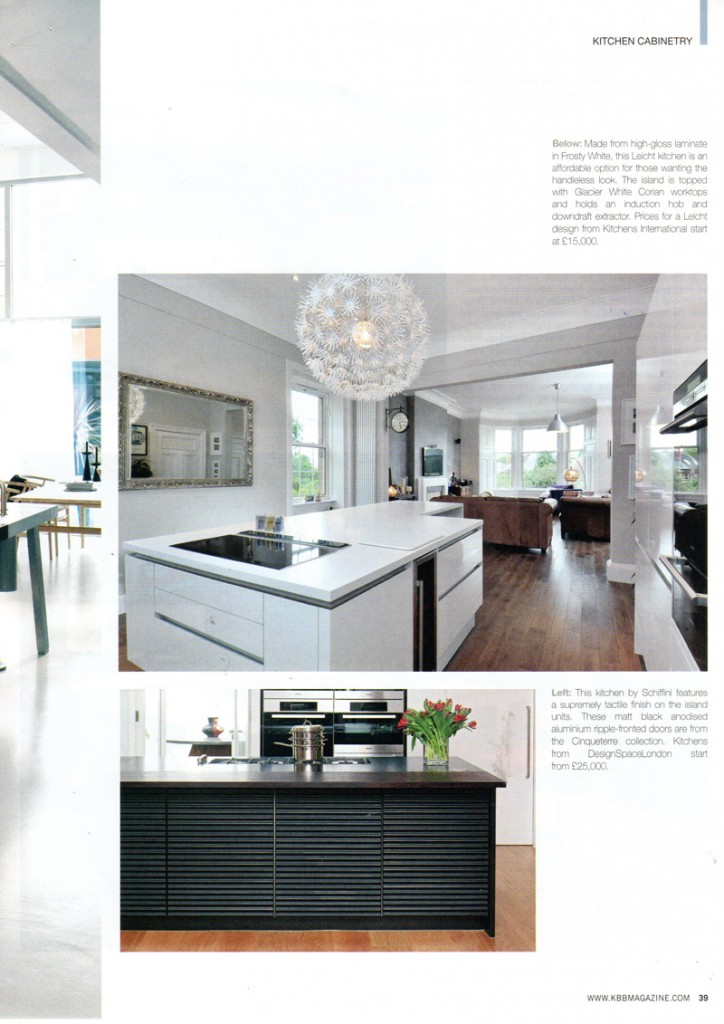 KITCHEN CABINETRY
Below: Made from high-gloss laminate
in Frosty White, this Leicht kitchen is an
affordable option for those wanting the
handleless look. The island is topped
with Glacier White Corian worktops
and holds an induction hob and
downdraft extractor. Prices for a Leicht
design from Kitchens International start
at £15,000.
Left: This kitchen by Schiffini features
a supremely tactile finish on the island
units. These matt black anodised
aluminium ripple-fronted doors are from
the Cinqueterre collection. Kitchens
from DesignSpaceLondon start
from £25,000.
WWW.KBBMAGAZINE.COM 39